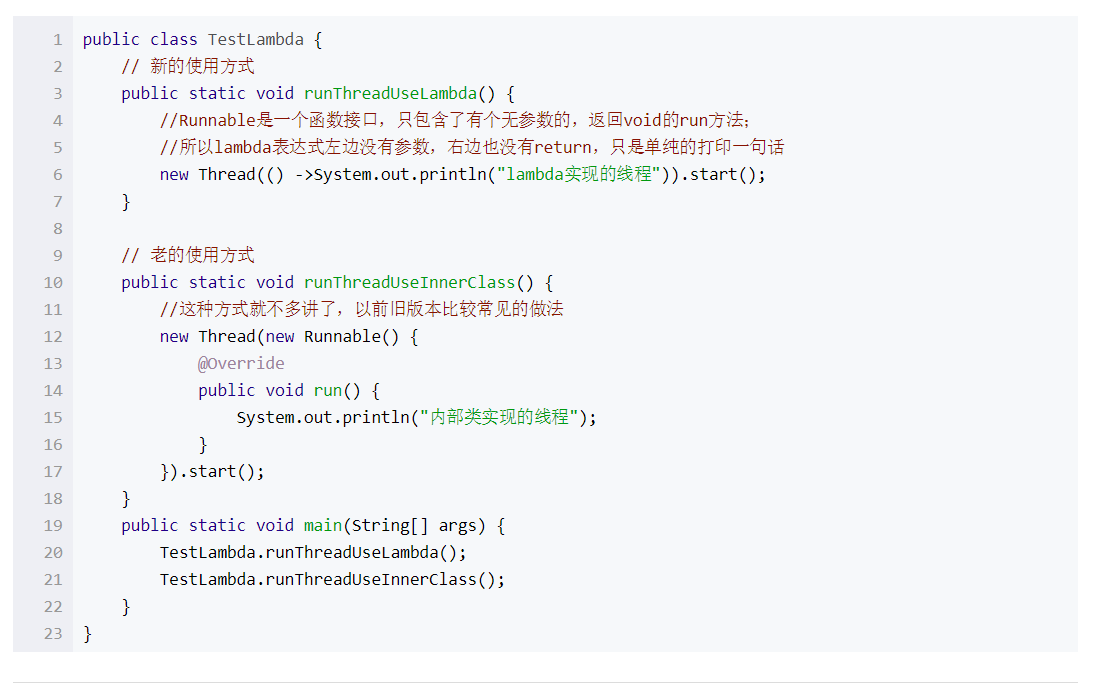 1 public class TestLambda {
2     // 新的使用方式
3     public static void runThreadUseLambda() {
4         //Runnable是一个函数接口，只包含了有个无参数的，返回void的run方法；
5         //所以lambda表达式左边没有参数，右边也没有return，只是单纯的打印一句话
6         new Thread(() ->System.out.println("lambda实现的线程")).start();
7     }
8
9     // 老的使用方式
10     public static void runThreadUseInnerClass() {
11         //这种方式就不多讲了，以前旧版本比较常见的做法
12         new Thread(new Runnable() {
13             @Override
14             public void run() {
15                 System.out.println("内部类实现的线程");
16             }
17         }).start();
18     }
19     public static void main(String[] args) {
20         TestLambda.runThreadUseLambda();
21         TestLambda.runThreadUseInnerClass();
22     }
23 }